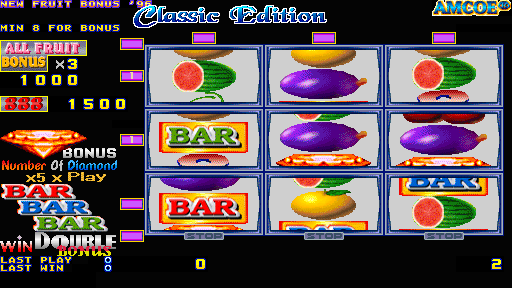 NEW FRUIT BONUS '96
Classic Edition
AMCOE
MIN 8 FOR BONUS
ALL FRUIT
BONUS x3
1000
1
888 1500
BAR
1
BONUS
Number Of Diamond
x5 x Play
BAR
BAR
BAR
BAR
BAR
WIN DOUBLE
BONUS
STOP STOP STOP
LAST PLAY 0
LAST WIN 0
0 2